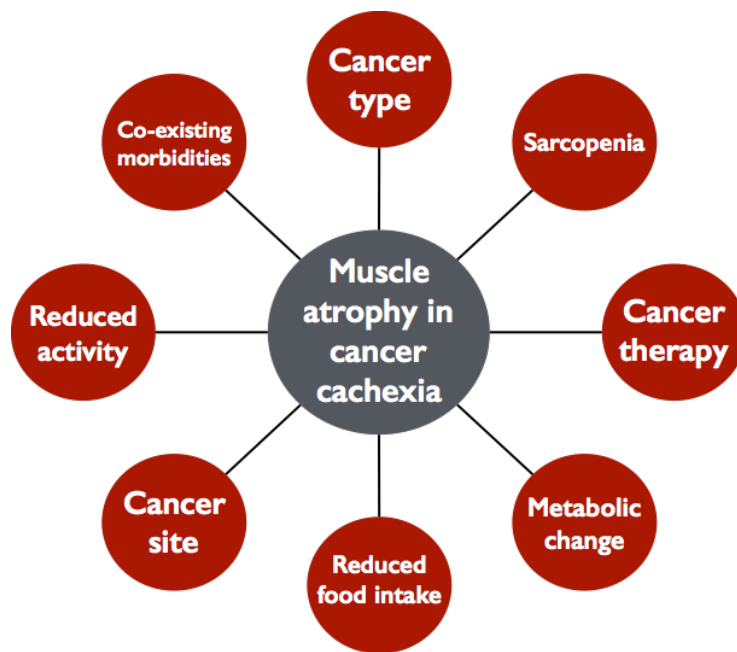 Cancer
type
Co-existing
morbidities
Sarcopenia
Muscle
atrophy in
cancer
cachexia
Reduced
activity
Cancer
therapy
Cancer
site
Metabolic
change
Reduced
food intake